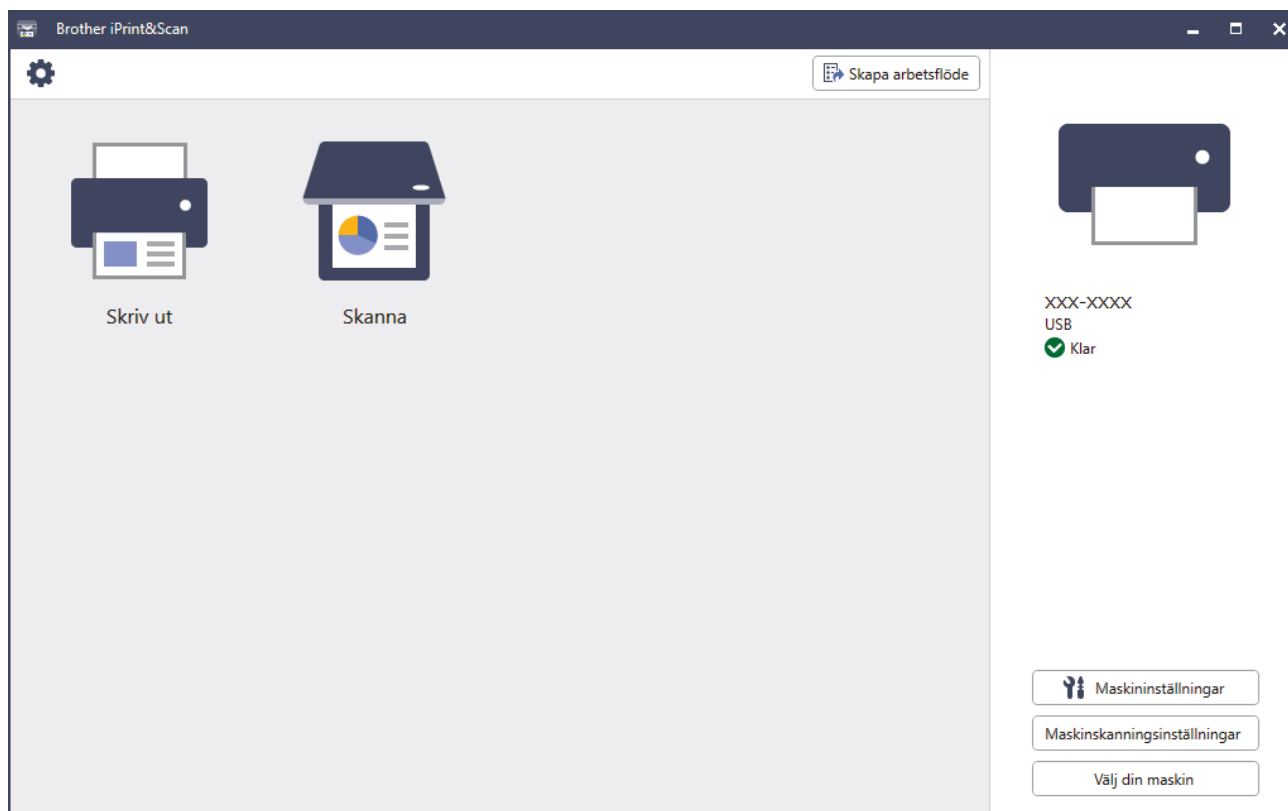 Brother iPrint&Scan
Skapa arbetsflöde
Skriv ut
Skanna
XXX-XXXX
USB
Klar
Maskininställningar
Maskinskanningsinställningar
Välj din maskin